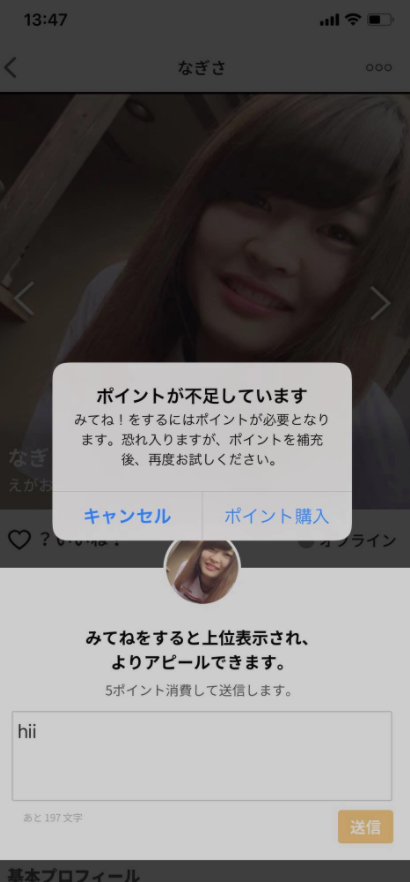 13:47
なぎさ
ポイントが不足しています
みてね！をするにはポイントが必要となり
ます。恐れ入りますが、ポイントを補充
後、再度お試しください。
なぎ
えがお
キャンセル
ポイント購入
オフライン
みてねをすると上位表示され、
よりアピールできます。
5ポイント消費して送信します。
hii
あと 197 文字
送信
基本プロフィール